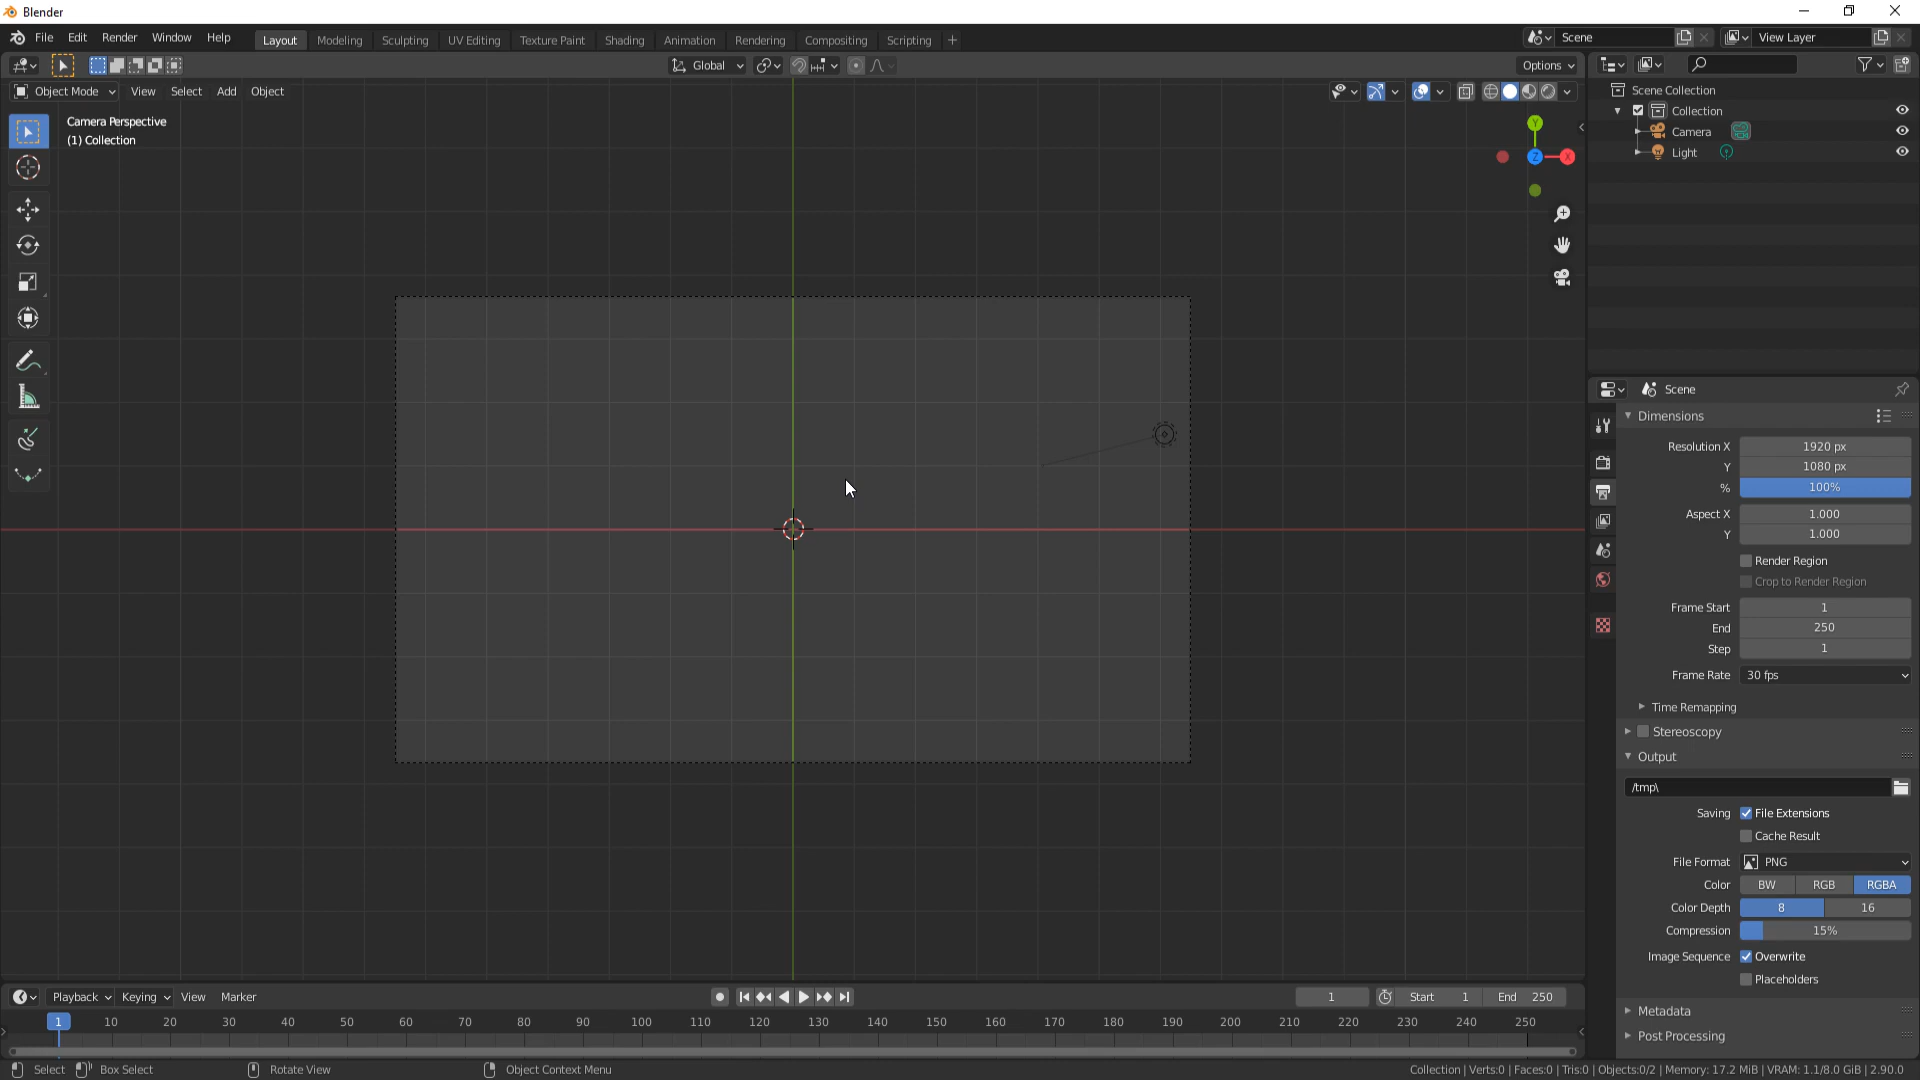 Blender
File Edit Render Window Help Layout Modeling Sculpting UV Editing Texture Paint Shading Animation Rendering Compositing Scripting + Scene View Layer
Global Options
Object Mode View Select Add Object
Camera Perspective
(1) Collection
Y
Z X
Scene Collection
Collection
Camera
Light
Scene
Dimensions
Resolution X 1920 px
Y 1080 px
% 100%
Aspect X 1.000
Y 1.000
Render Region
Crop to Render Region
Frame Start 1
End 250
Step 1
Frame Rate 30 fps
Time Remapping
Stereoscopy
Output
/tmp\
Saving File Extensions
Cache Result
File Format PNG
Color BW RGB RGBA
Color Depth 8 16
Compression 15%
Image Sequence Overwrite
Placeholders
Metadata
Post Processing
Playback Keying View Marker 1 Start 1 End 250
1 10 20 30 40 50 60 70 80 90 100 110 120 130 140 150 160 170 180 190 200 210 220 230 240 250
Select Box Select Rotate View Object Context Menu Collection | Verts:0 | Faces:0 | Tris:0 | Objects:0/2 | Memory: 17.2 MiB | VRAM: 1.1/8.0 GiB | 2.90.0